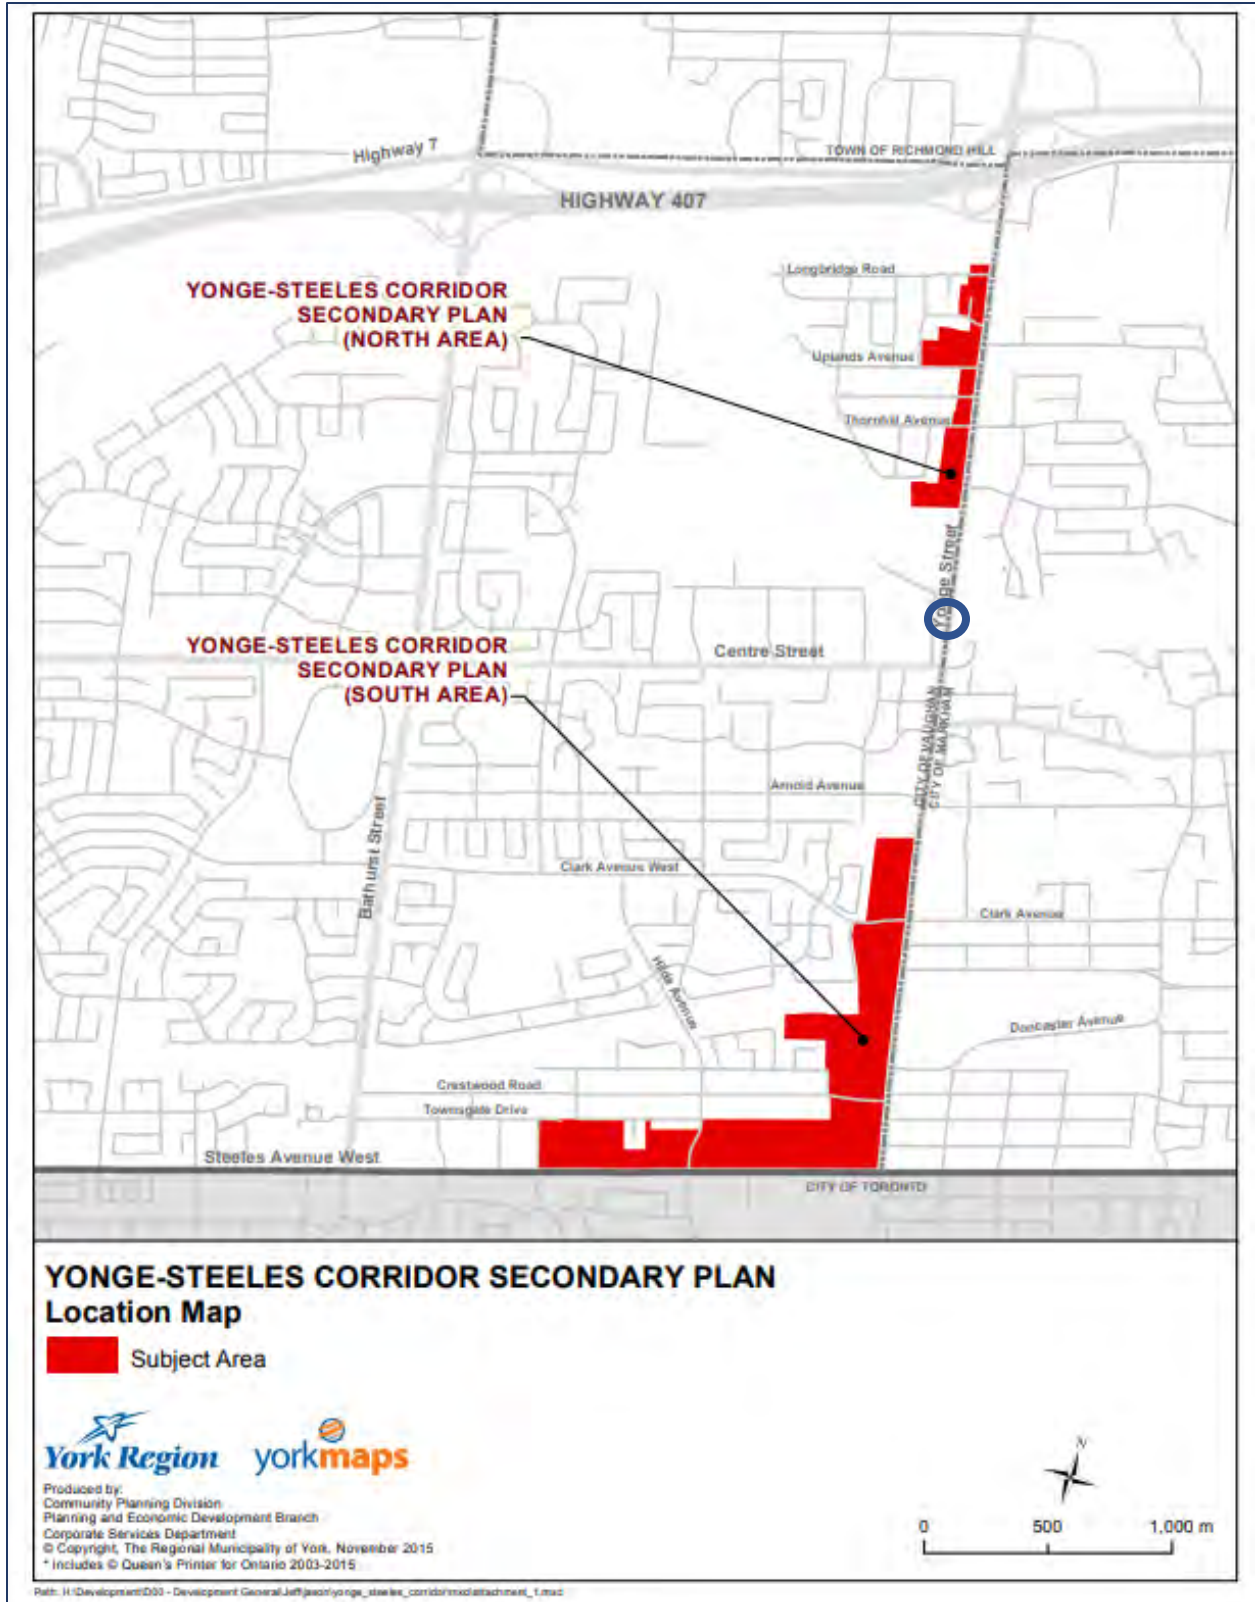 Highway 7
TOWN OF RICHMOND HILL
HIGHWAY 407
Longbridge Road
YONGE-STEELES CORRIDOR
SECONDARY PLAN
(NORTH AREA)
Uplands Avenue
Thornhill Avenue
Yonge Street
YONGE-STEELES CORRIDOR
SECONDARY PLAN
(SOUTH AREA)
Centre Street
CITY OF VAUGHAN
CITY OF MARKHAM
Arnold Avenue
Bathurst Street
Clark Avenue West
Clark Avenue
Hilda Avenue
Doncaster Avenue
Crestwood Road
Townsgate Drive
Steeles Avenue West
CITY OF TORONTO
YONGE-STEELES CORRIDOR SECONDARY PLAN
Location Map
Subject Area
York Region
yorkmaps
Produced by:
Community Planning Division
Planning and Economic Development Branch
Corporate Services Department
© Copyright, The Regional Municipality of York, November 2015
* Includes © Queen's Printer for Ontario 2003-2015
N
0 500 1,000 m